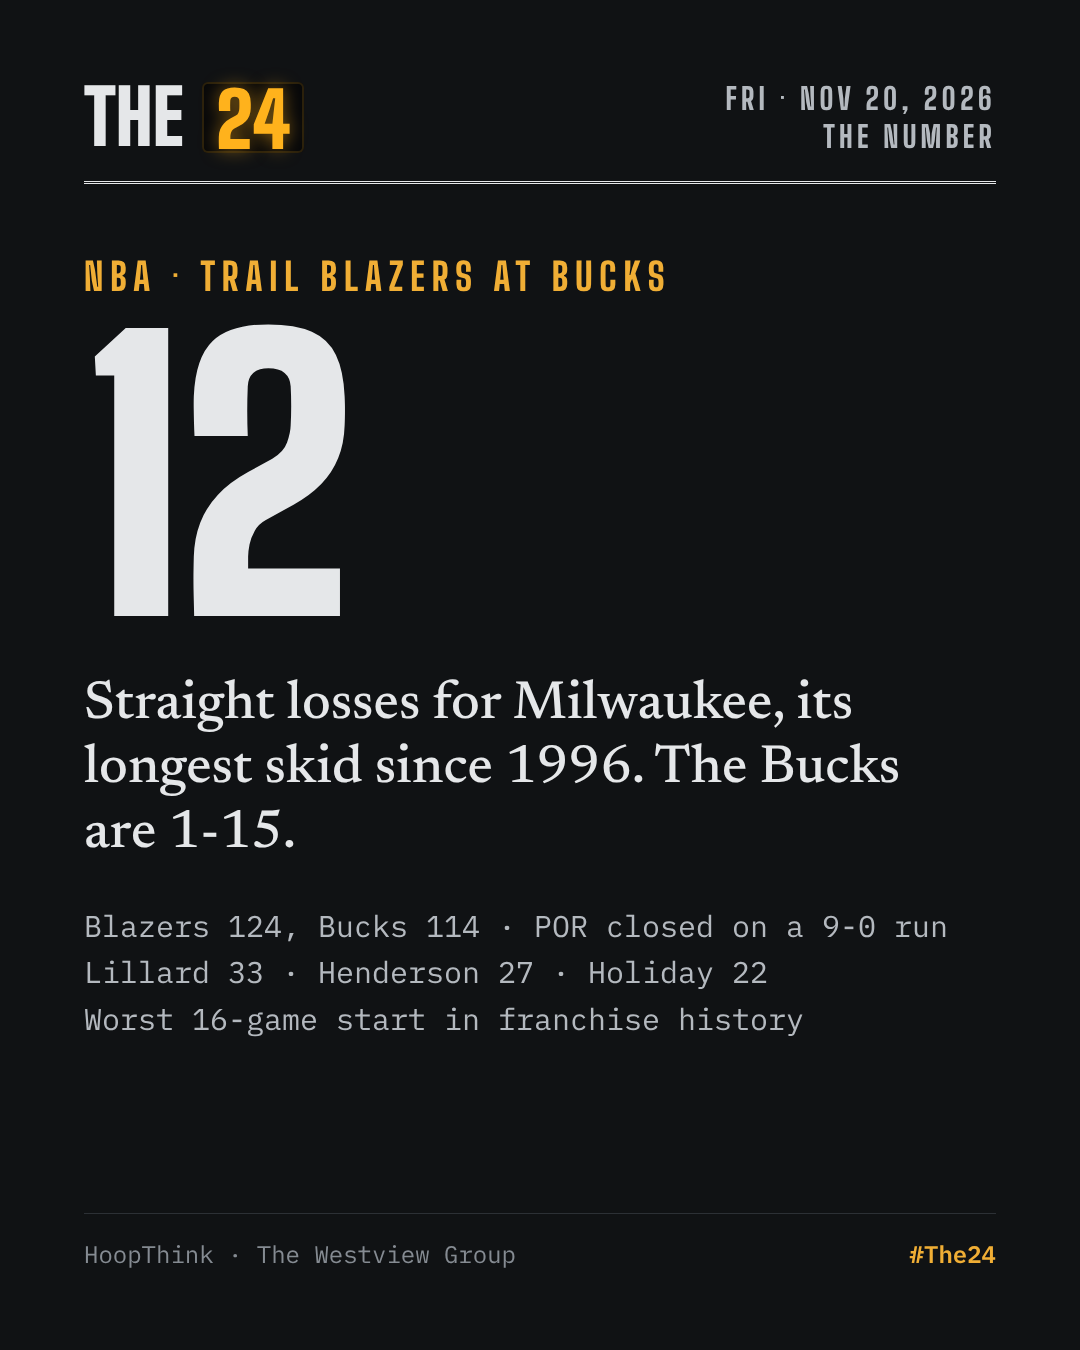 THE 24
FRI · NOV 20, 2026
THE NUMBER
NBA · TRAIL BLAZERS AT BUCKS
12
Straight losses for Milwaukee, its
longest skid since 1996. The Bucks
are 1-15.
Blazers 124, Bucks 114 · POR closed on a 9-0 run
Lillard 33 · Henderson 27 · Holiday 22
Worst 16-game start in franchise history
HoopThink · The Westview Group
#The24